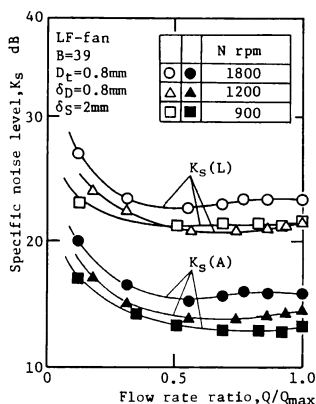 Specific noise level,Ks dB
40
30
20
10
LF-fan
B=39
Dt=0.8mm
δD=0.8mm
δS=2mm
N rpm
1800
1200
900
Ks(L)
Ks(A)
0 0.5 1.0
Flow rate ratio,Q/Qmax